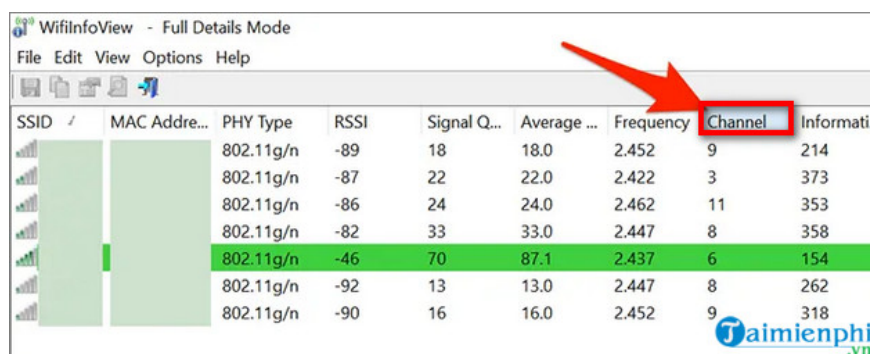 WifiInfoView - Full Details Mode
File Edit View Options Help
SSID / MAC Addre... PHY Type RSSI Signal Q... Average ... Frequency Channel Informati
802.11g/n -89 18 18.0 2.452 9 214
802.11g/n -87 22 22.0 2.422 3 373
802.11g/n -86 24 24.0 2.462 11 353
802.11g/n -82 33 33.0 2.447 8 358
802.11g/n -46 70 87.1 2.437 6 154
802.11g/n -92 13 13.0 2.447 8 262
802.11g/n -90 16 16.0 2.452 9 318
Taimienphi
.vn